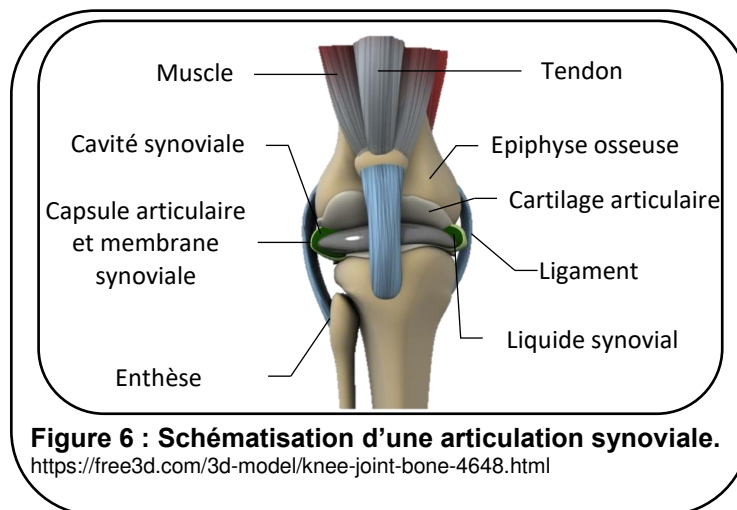 Muscle
Tendon
Cavité synoviale
Epiphyse osseuse
Cartilage articulaire
Capsule articulaire
et membrane
synoviale
Ligament
Liquide synovial
Enthèse
Figure 6 : Schématisation d’une articulation synoviale.
https://free3d.com/3d-model/knee-joint-bone-4648.html